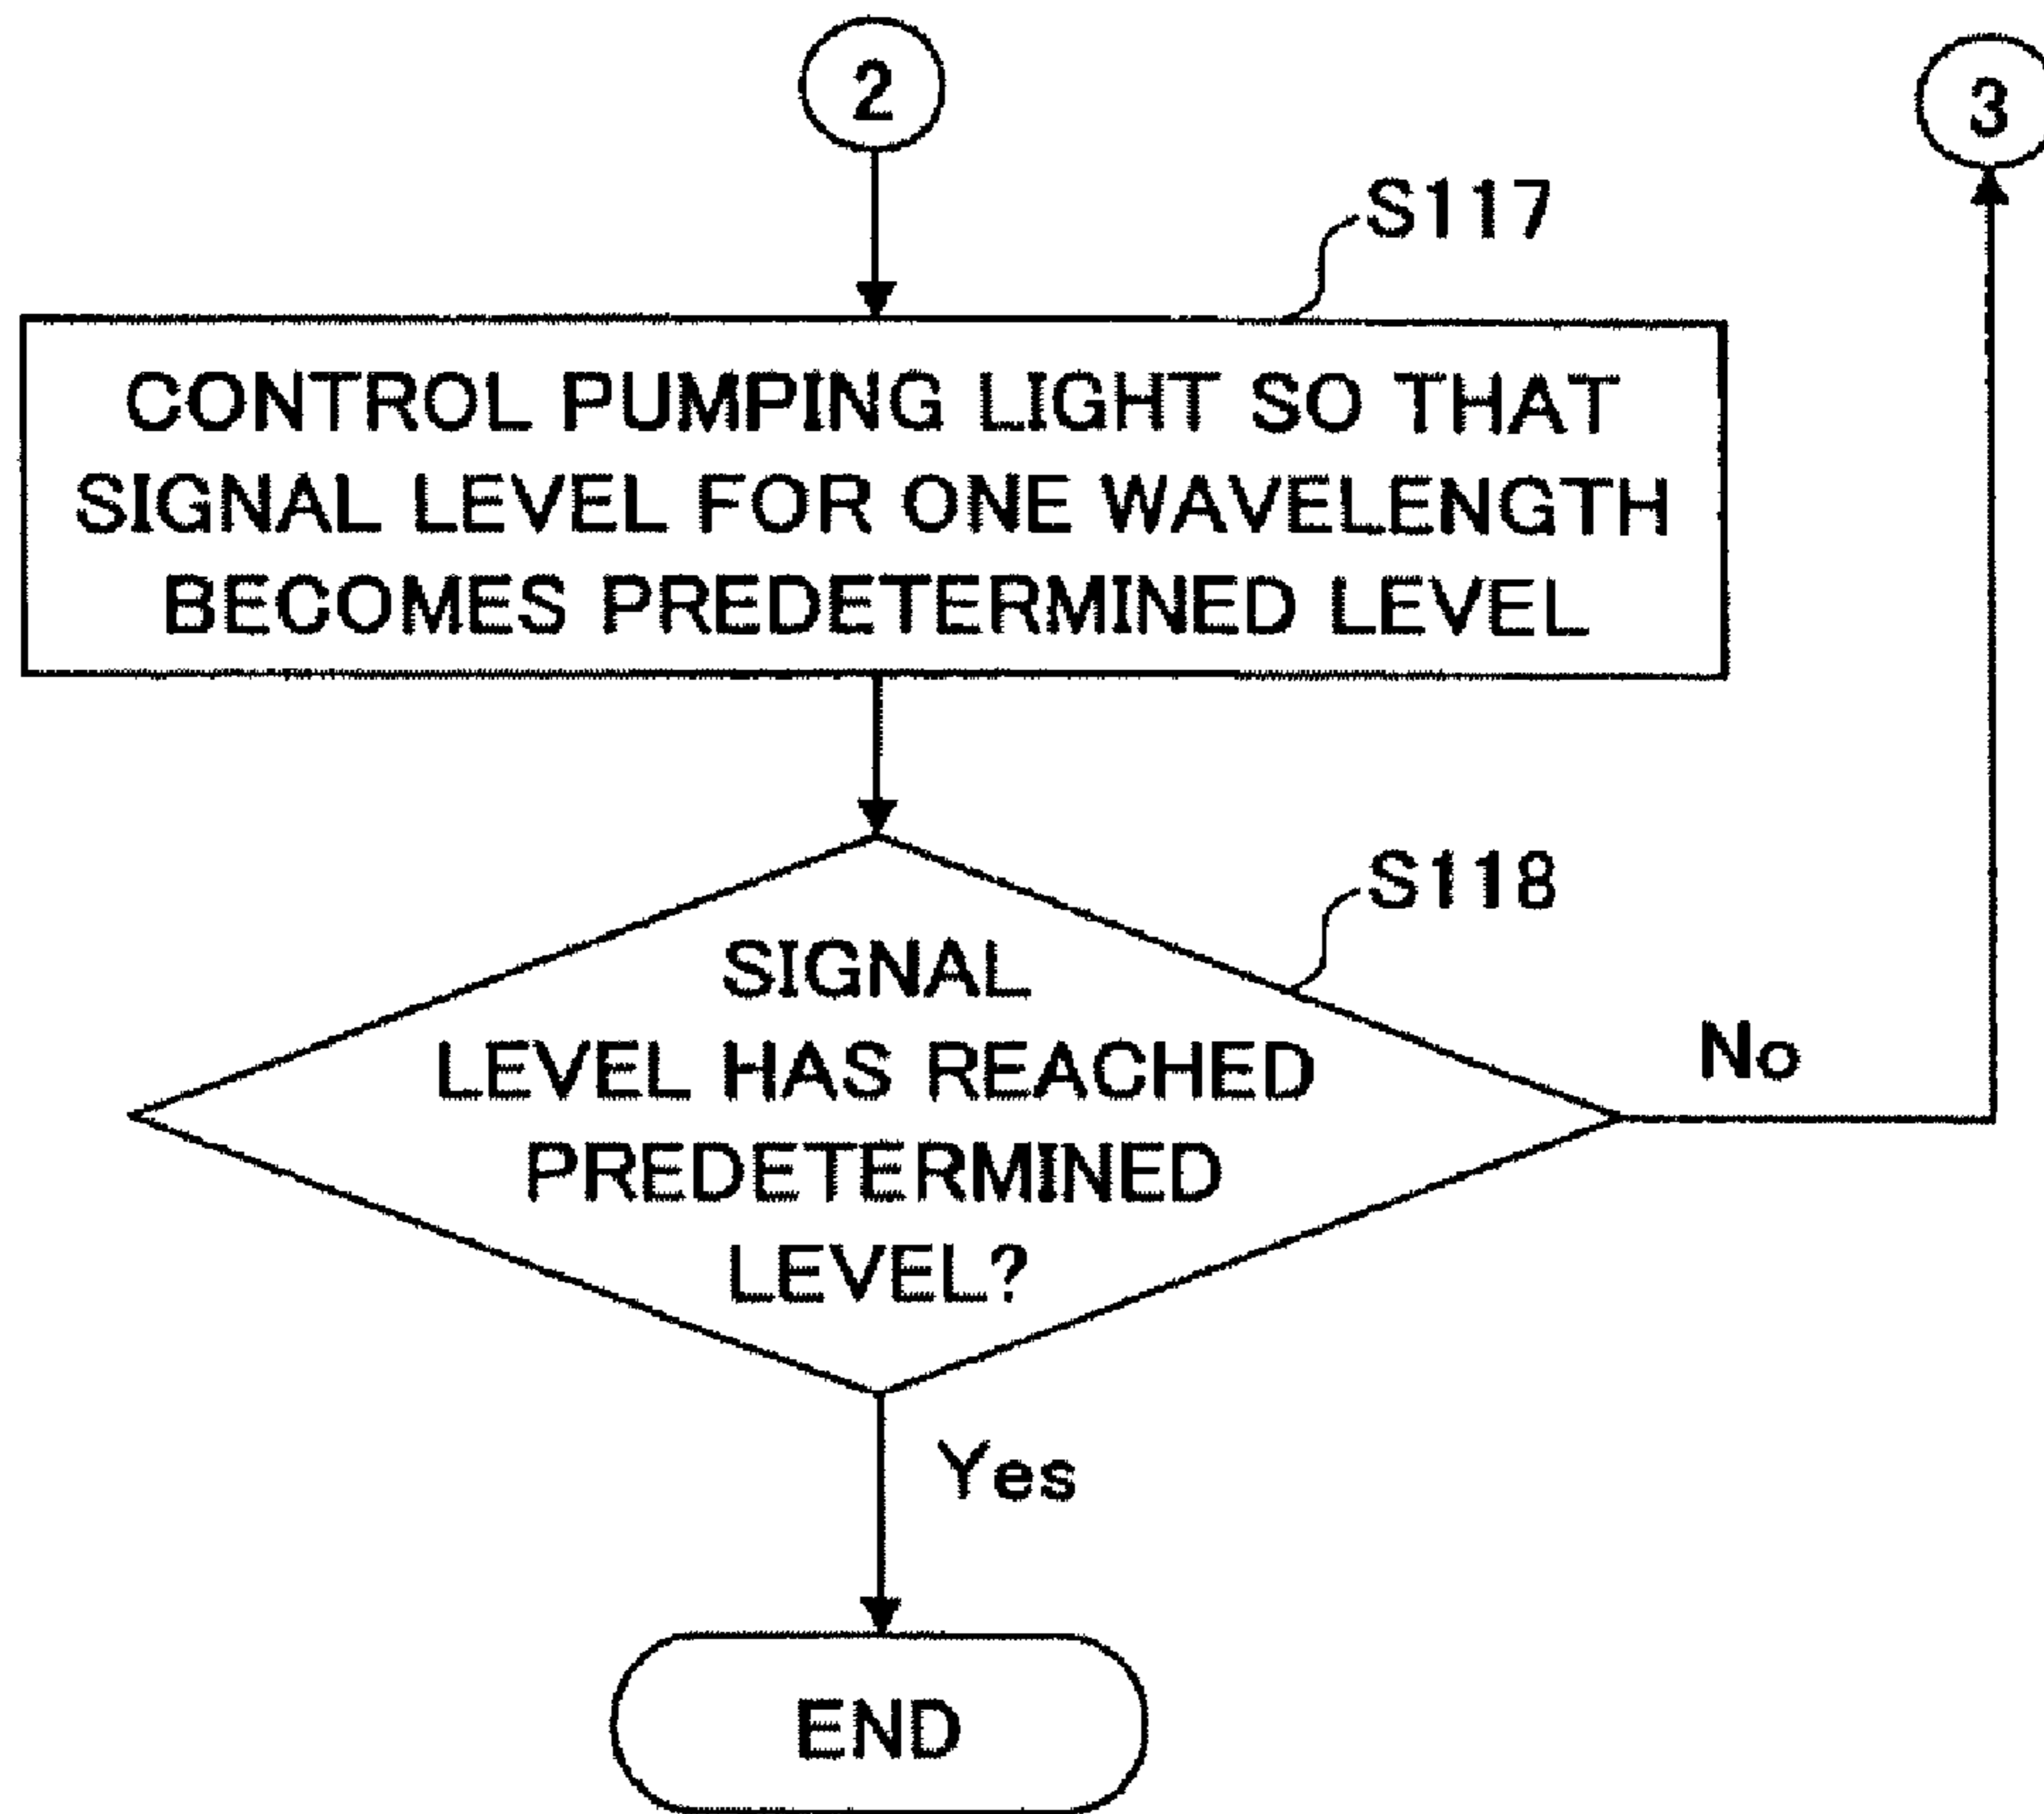 2
3
S117
CONTROL PUMPING LIGHT SO THAT
SIGNAL LEVEL FOR ONE WAVELENGTH
BECOMES PREDETERMINED LEVEL
S118
SIGNAL
LEVEL HAS REACHED
PREDETERMINED
LEVEL?
No
Yes
END